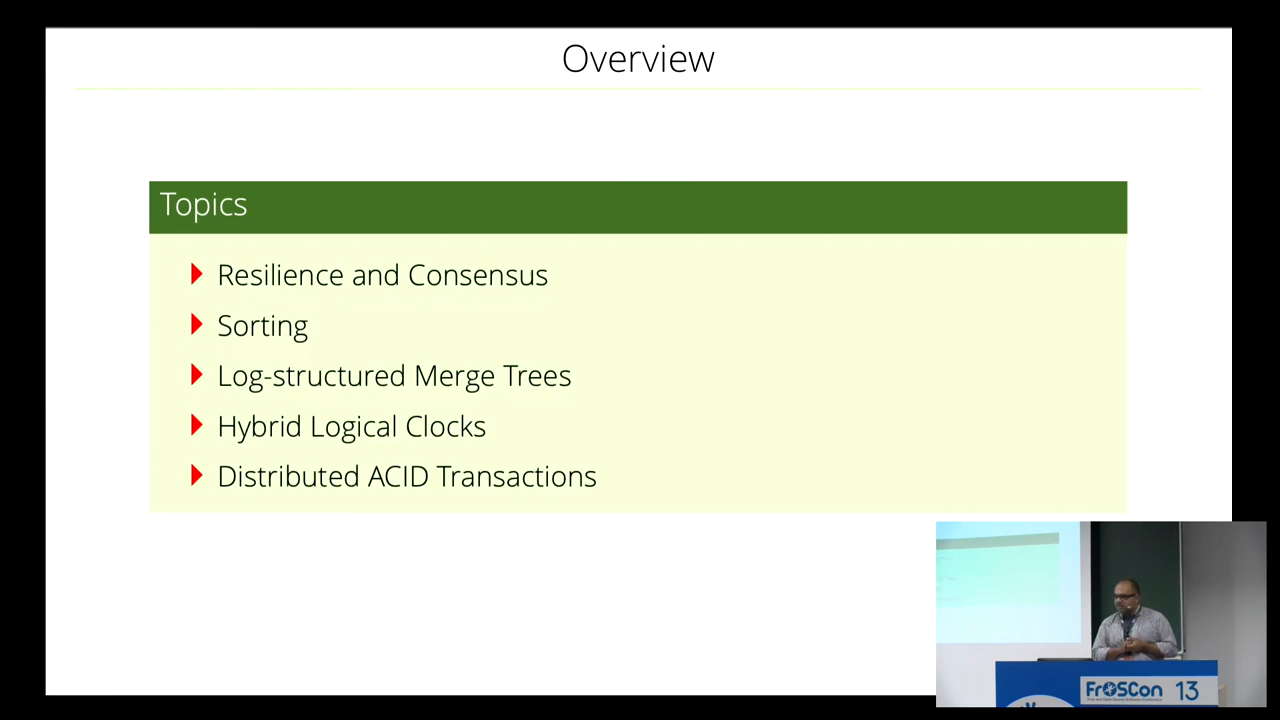 Overview
Topics
Resilience and Consensus
Sorting
Log-structured Merge Trees
Hybrid Logical Clocks
Distributed ACID Transactions
FrOSCon 13